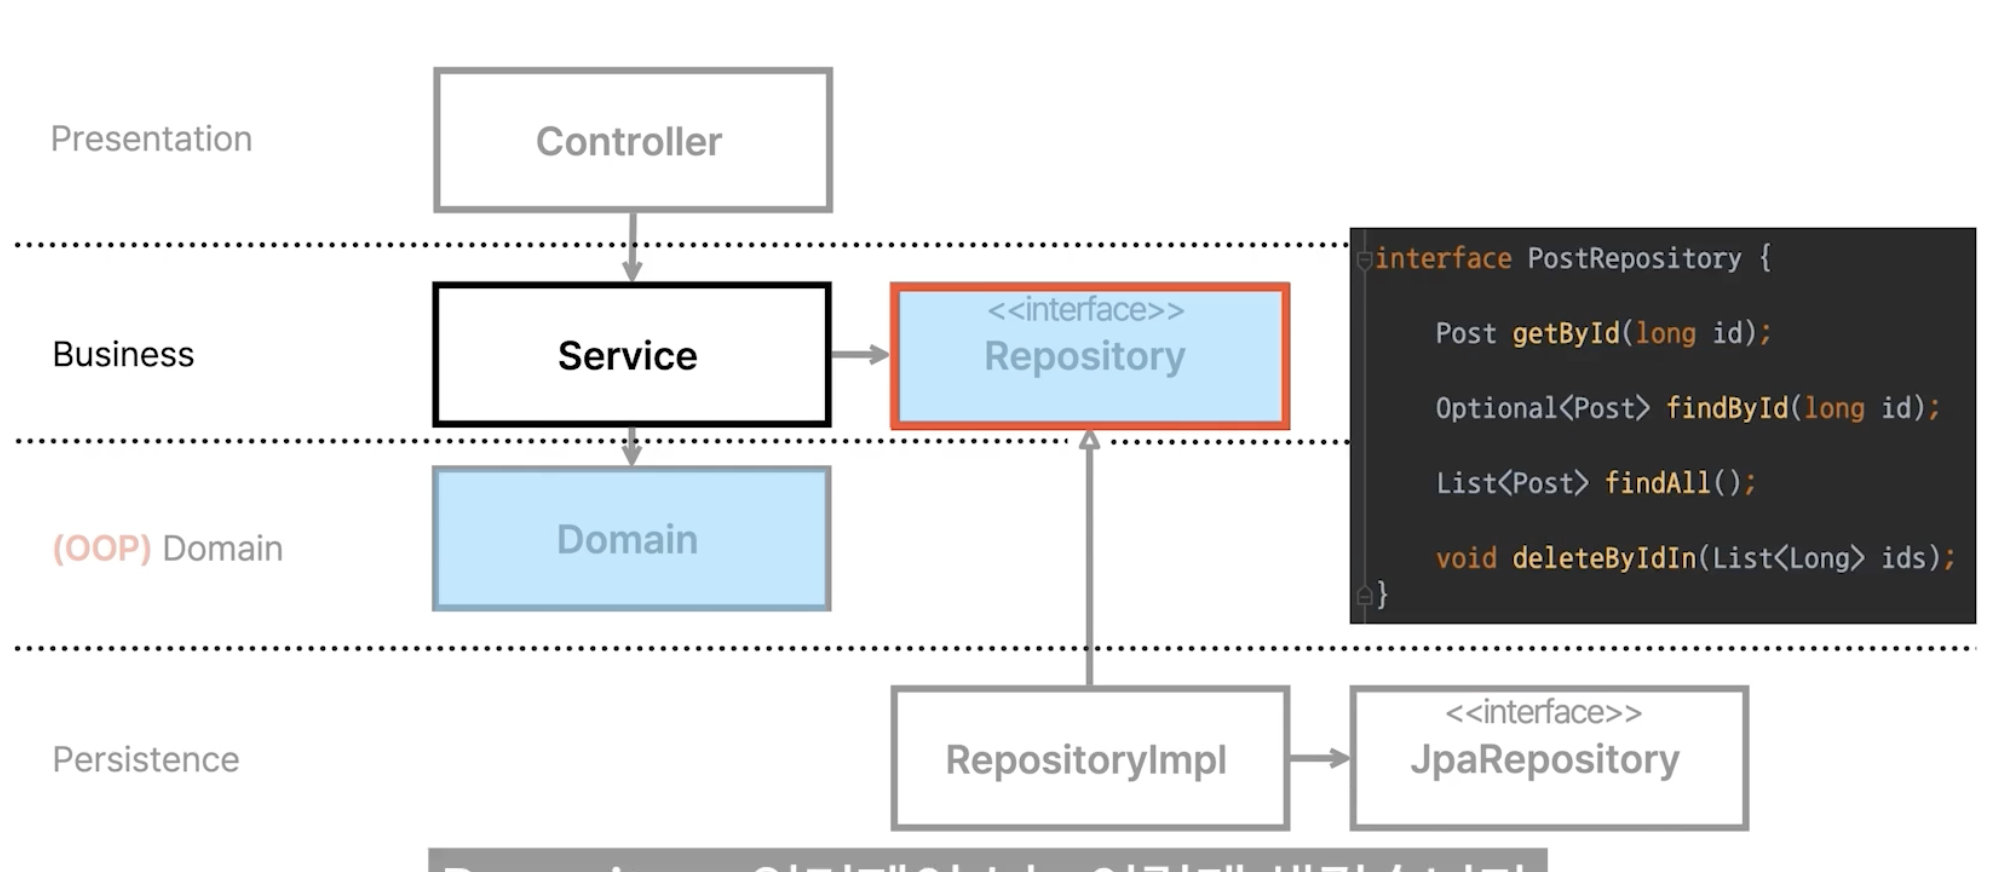 Presentation
Controller
Business
Service
<<interface>>
Repository
interface PostRepository {
Post getById(long id);
Optional<Post> findById(long id);
List<Post> findAll();
void deleteByIdIn(List<Long> ids);
}
(OOP) Domain
Domain
Persistence
RepositoryImpl
<<interface>>
JpaRepository